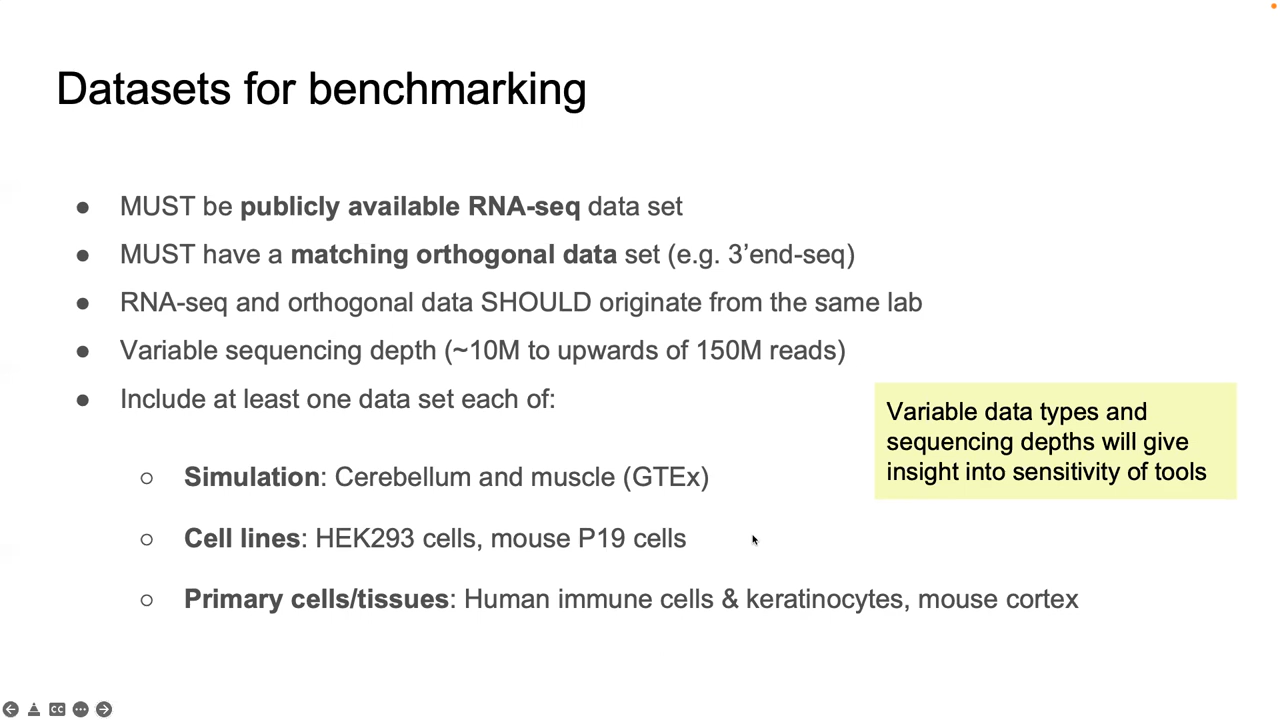 Datasets for benchmarking
● MUST be publicly available RNA-seq data set
● MUST have a matching orthogonal data set (e.g. 3’end-seq)
● RNA-seq and orthogonal data SHOULD originate from the same lab
● Variable sequencing depth (~10M to upwards of 150M reads)
● Include at least one data set each of:
○ Simulation: Cerebellum and muscle (GTEx)
○ Cell lines: HEK293 cells, mouse P19 cells
○ Primary cells/tissues: Human immune cells & keratinocytes, mouse cortex
Variable data types and
sequencing depths will give
insight into sensitivity of tools
CC